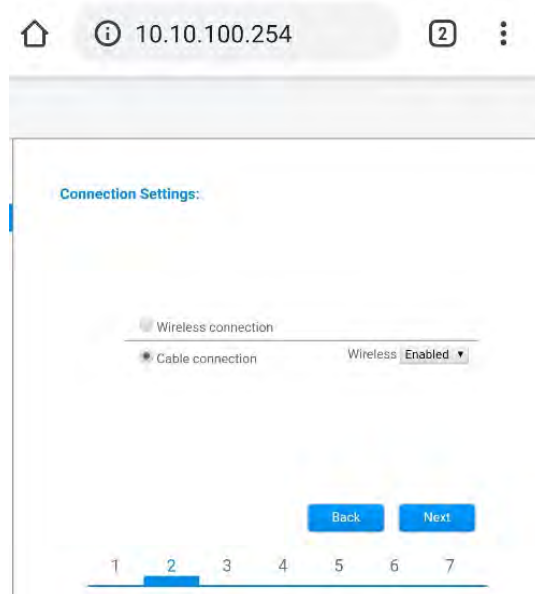 10.10.100.254 2
Connection Settings:
Wireless connection
Cable connection Wireless Enabled
Back Next
1 2 3 4 5 6 7